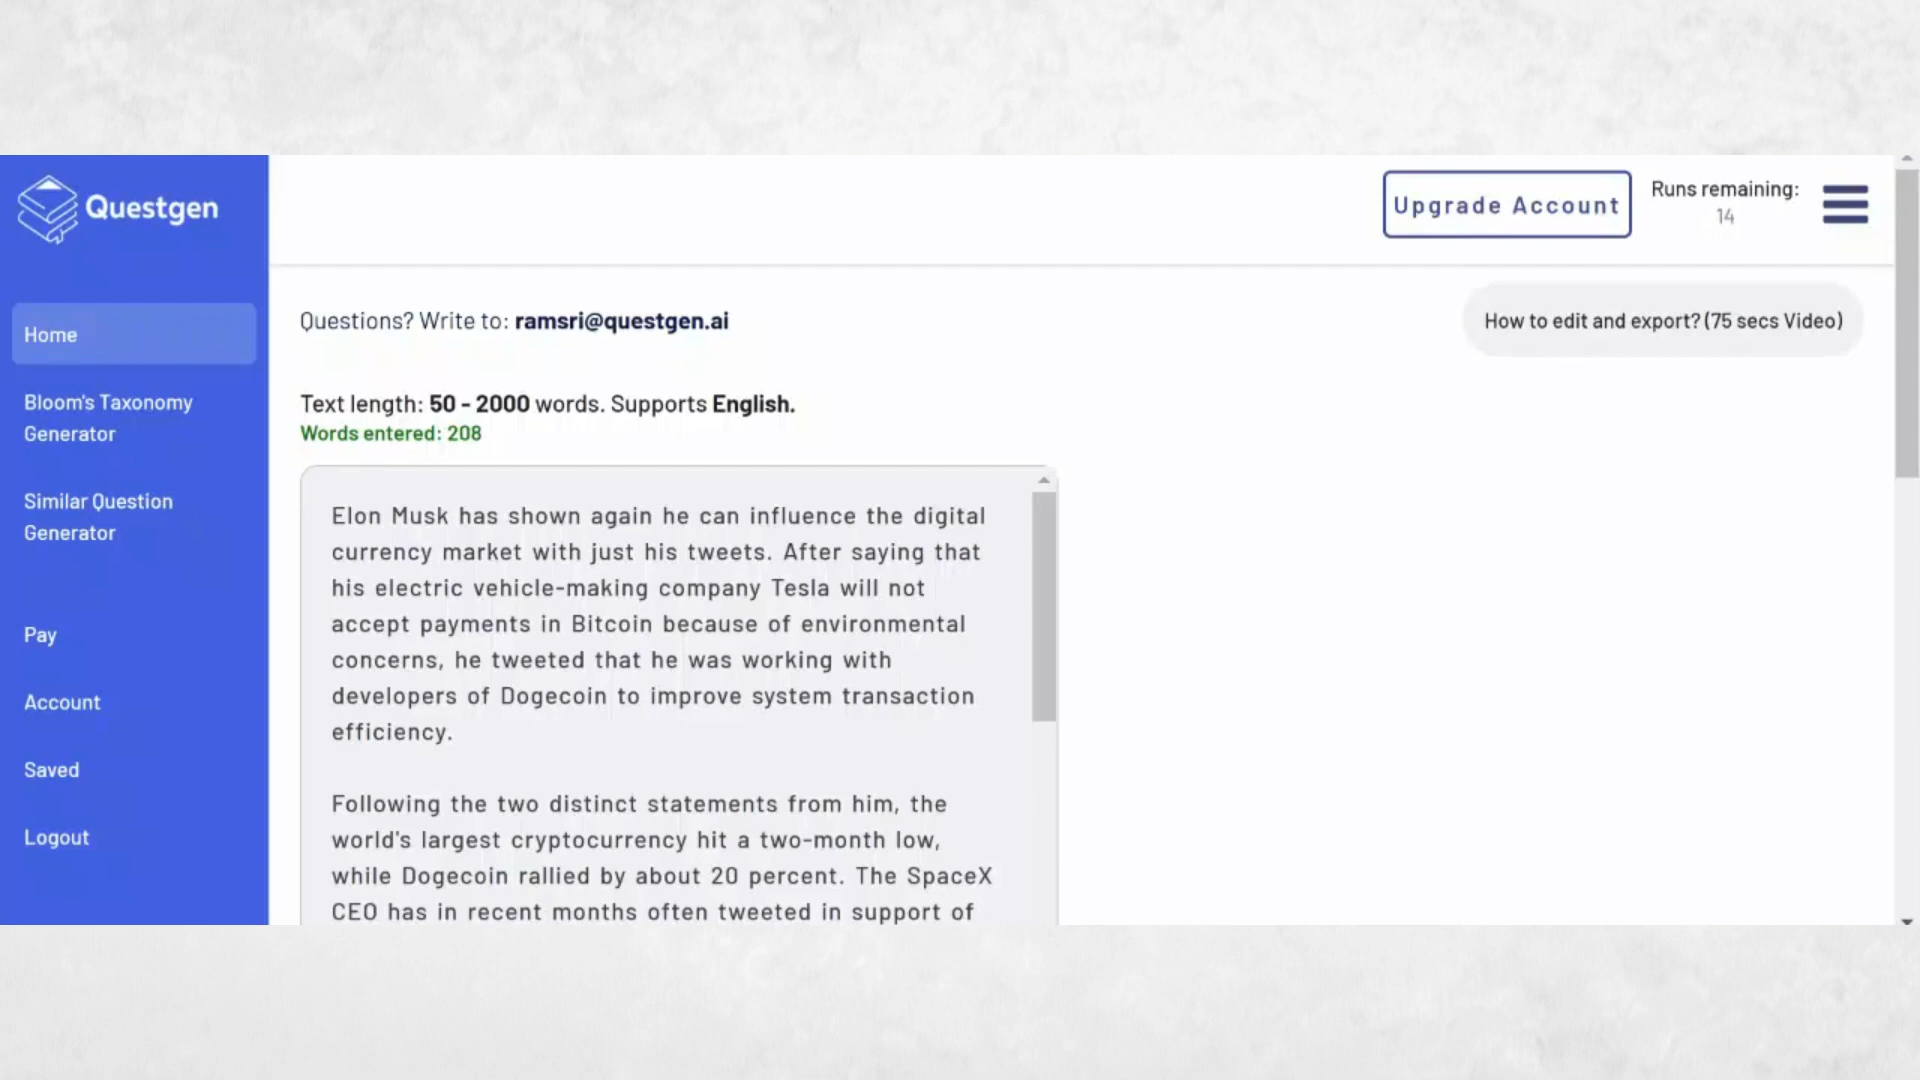 Questgen
Upgrade Account
Runs remaining:
14
Home
Bloom's Taxonomy
Generator
Similar Question
Generator
Pay
Account
Saved
Logout
Questions? Write to: ramsri@questgen.ai
How to edit and export? (75 secs Video)
Text length: 50 - 2000 words. Supports English.
Words entered: 208
Elon Musk has shown again he can influence the digital
currency market with just his tweets. After saying that
his electric vehicle-making company Tesla will not
accept payments in Bitcoin because of environmental
concerns, he tweeted that he was working with
developers of Dogecoin to improve system transaction
efficiency.
Following the two distinct statements from him, the
world's largest cryptocurrency hit a two-month low,
while Dogecoin rallied by about 20 percent. The SpaceX
CEO has in recent months often tweeted in support of